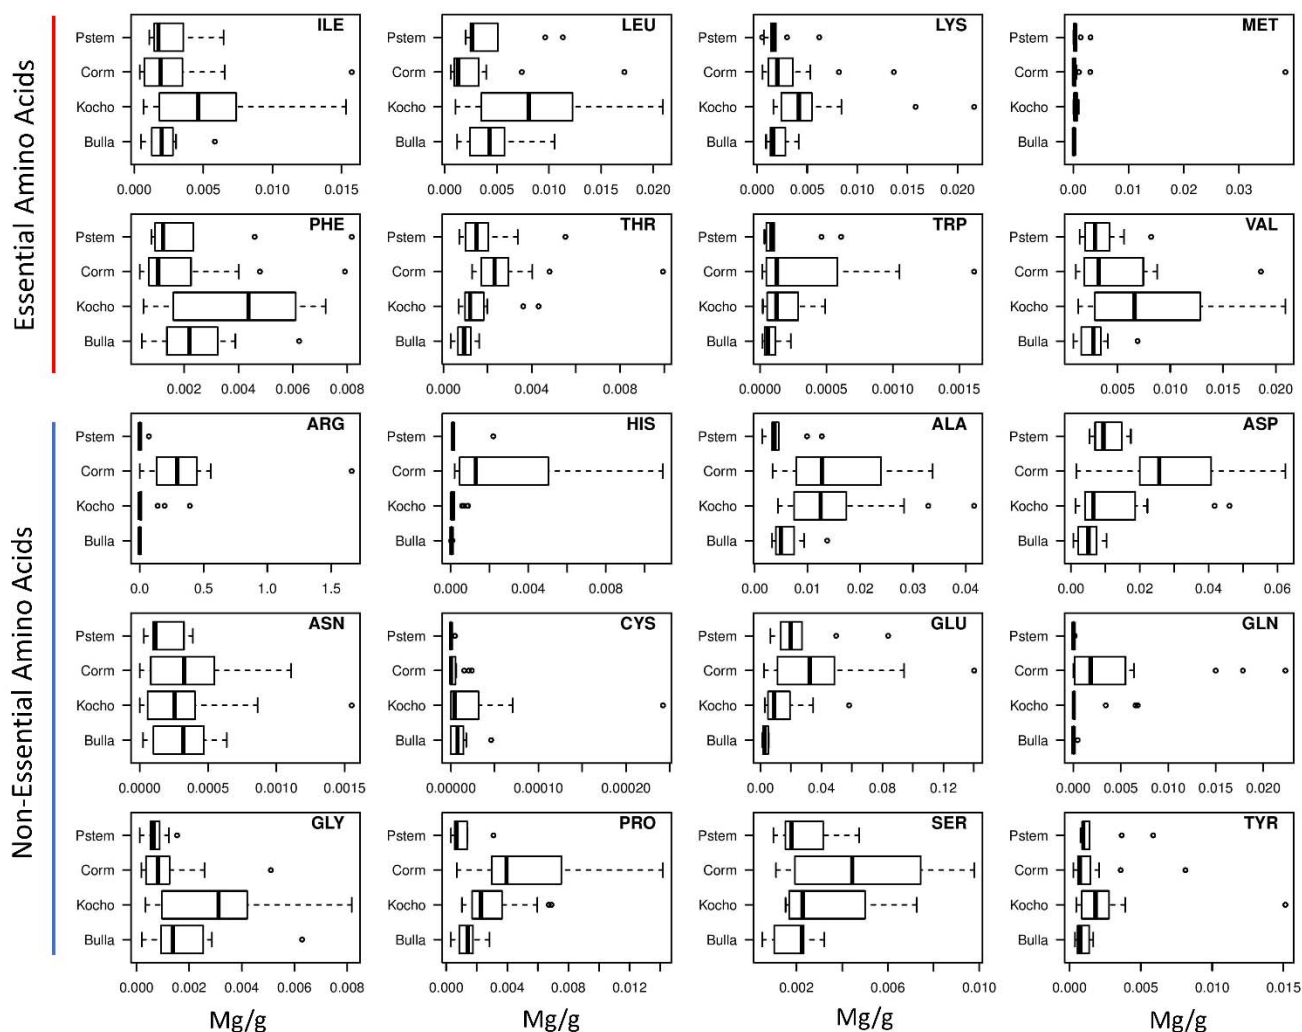 Essential Amino Acids
ILE
Pstem
Corm
Kocho
Bulla
0.000 0.005 0.010 0.015
LEU
Pstem
Corm
Kocho
Bulla
0.000 0.005 0.010 0.015 0.020
LYS
Pstem
Corm
Kocho
Bulla
0.000 0.005 0.010 0.015 0.020
MET
Pstem
Corm
Kocho
Bulla
0.00 0.01 0.02 0.03
PHE
Pstem
Corm
Kocho
Bulla
0.002 0.004 0.006 0.008
THR
Pstem
Corm
Kocho
Bulla
0.000 0.004 0.008
TRP
Pstem
Corm
Kocho
Bulla
0.0000 0.0005 0.0010 0.0015
VAL
Pstem
Corm
Kocho
Bulla
0.005 0.010 0.015 0.020
Non-Essential Amino Acids
ARG
Pstem
Corm
Kocho
Bulla
0.0 0.5 1.0 1.5
HIS
Pstem
Corm
Kocho
Bulla
0.000 0.004 0.008
ALA
Pstem
Corm
Kocho
Bulla
0.00 0.01 0.02 0.03 0.04
ASP
Pstem
Corm
Kocho
Bulla
0.00 0.02 0.04 0.06
ASN
Pstem
Corm
Kocho
Bulla
0.0000 0.0005 0.0010 0.0015
CYS
Pstem
Corm
Kocho
Bulla
0.00000 0.00010 0.00020
GLU
Pstem
Corm
Kocho
Bulla
0.00 0.04 0.08 0.12
GLN
Pstem
Corm
Kocho
Bulla
0.000 0.005 0.010 0.015 0.020
GLY
Pstem
Corm
Kocho
Bulla
0.000 0.002 0.004 0.006 0.008
Mg/g
PRO
Pstem
Corm
Kocho
Bulla
0.000 0.004 0.008 0.012
Mg/g
SER
Pstem
Corm
Kocho
Bulla
0.002 0.006 0.010
Mg/g
TYR
Pstem
Corm
Kocho
Bulla
0.000 0.005 0.010 0.015
Mg/g